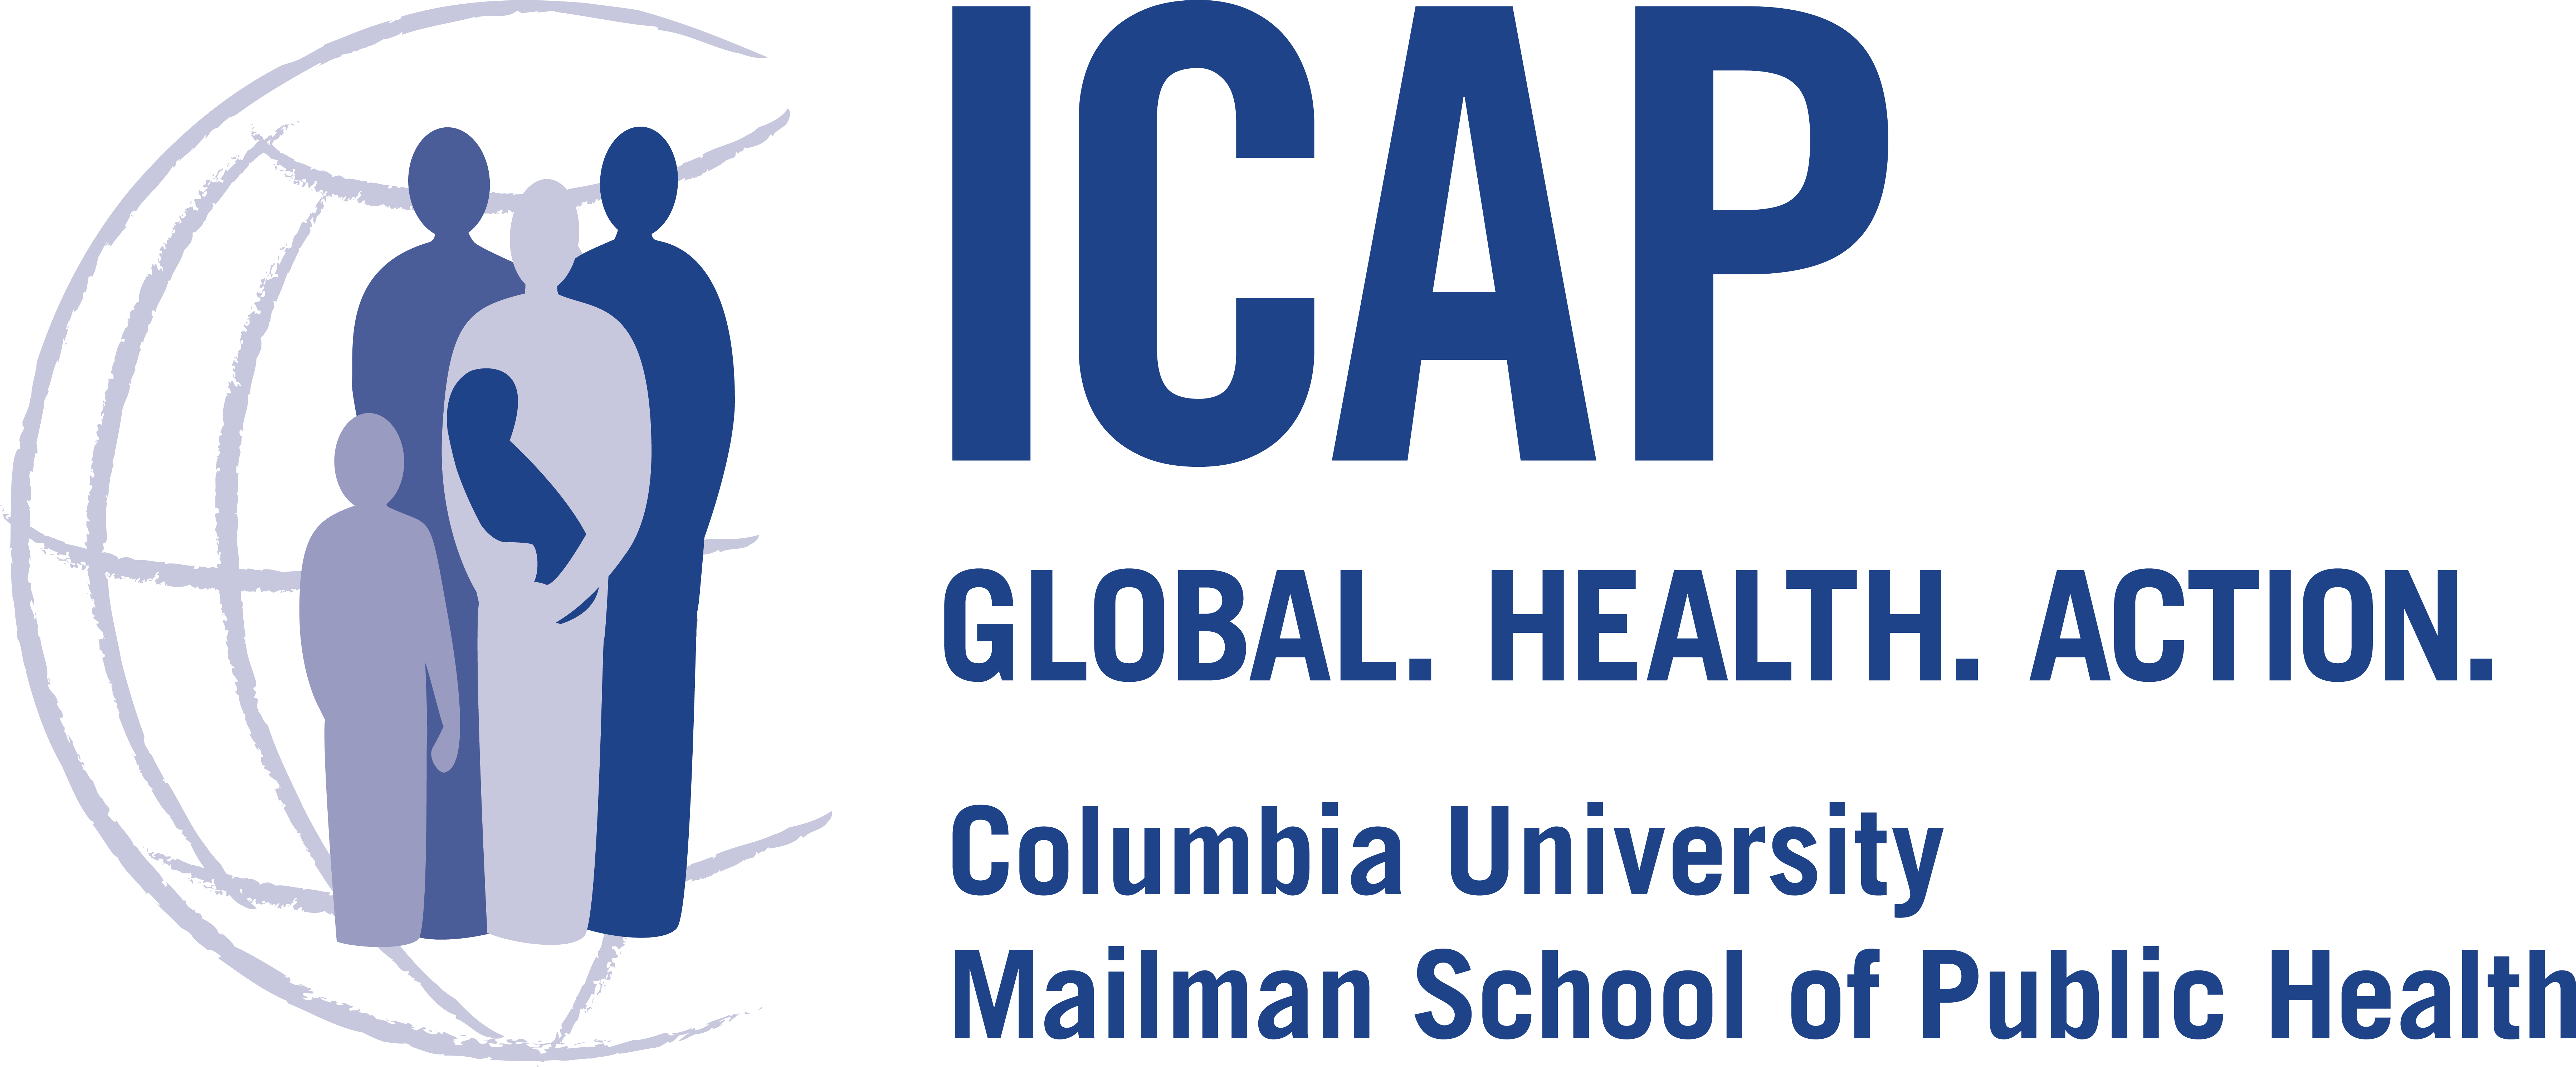 ICAP
GLOBAL. HEALTH. ACTION.
Columbia University
Mailman School of Public Health